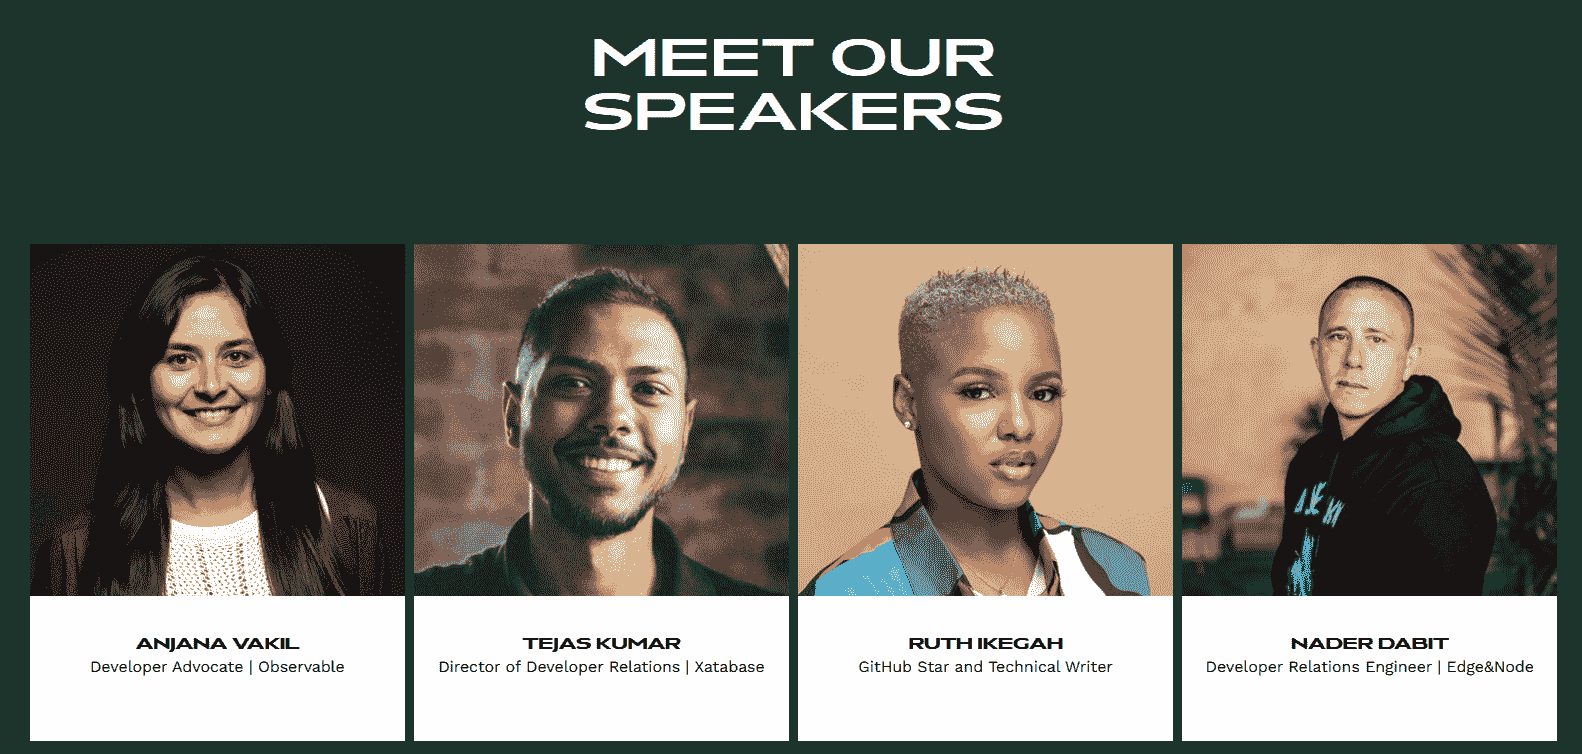 MEET OUR
SPEAKERS
ANJANA VAKIL
Developer Advocate | Observable
TEJAS KUMAR
Director of Developer Relations | Xatabase
RUTH IKEGAH
GitHub Star and Technical Writer
NADER DABIT
Developer Relations Engineer | Edge&Node